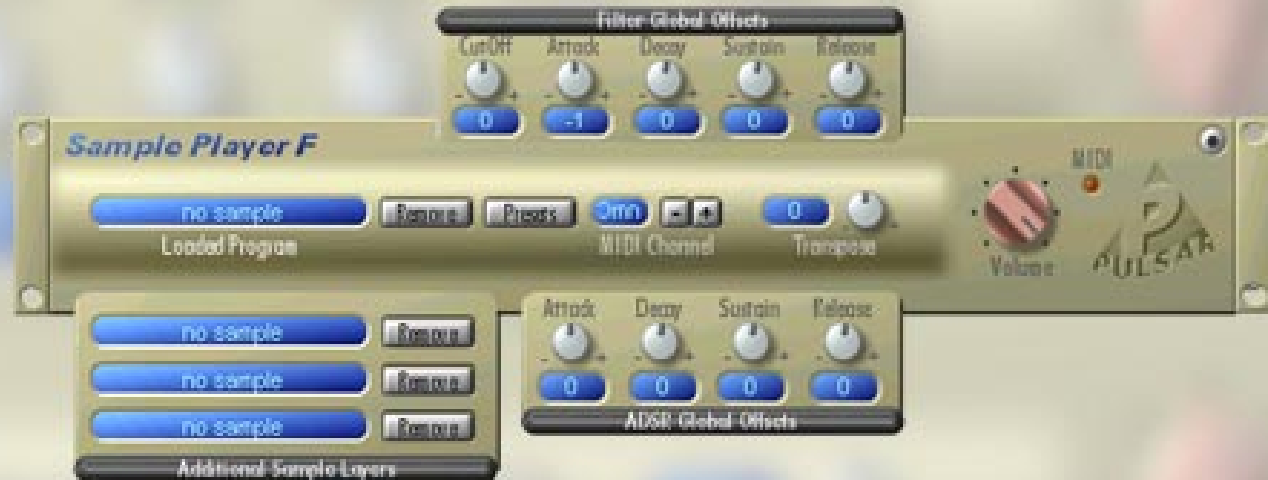 Filter Global Offsets
CutOff Attack Decay Sustain Release
- + - + - + - + - +
0 -1 0 0 0
Sample Player F
MIDI
no sample Remove Presets Omn - + 0
Loaded Program MIDI Channel Transpose
Volume
PULSAR
Attack Decay Sustain Release
- + - + - + - +
0 0 0 0
ADSR Global Offsets
no sample Remove
no sample Remove
no sample Remove
Additional Sample Layers